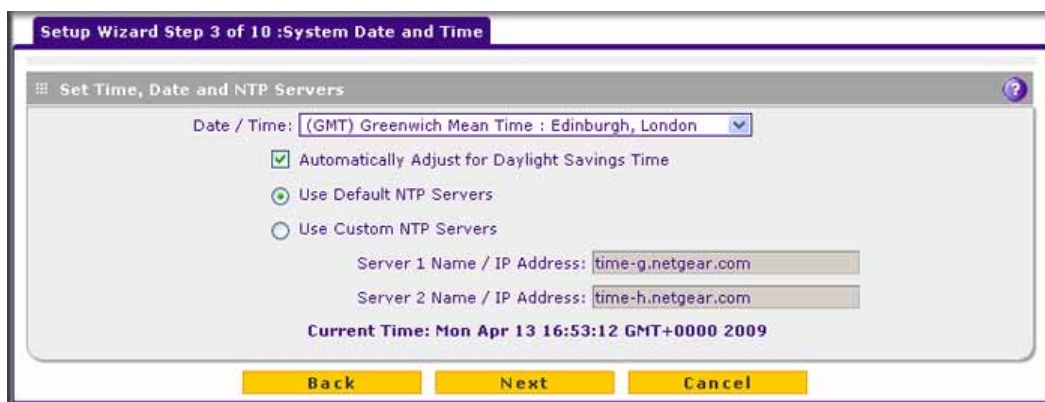 Setup Wizard Step 3 of 10 :System Date and Time
Set Time, Date and NTP Servers
?
Date / Time: (GMT) Greenwich Mean Time : Edinburgh, London
Automatically Adjust for Daylight Savings Time
Use Default NTP Servers
Use Custom NTP Servers
Server 1 Name / IP Address: time-g.netgear.com
Server 2 Name / IP Address: time-h.netgear.com
Current Time: Mon Apr 13 16:53:12 GMT+0000 2009
Back Next Cancel